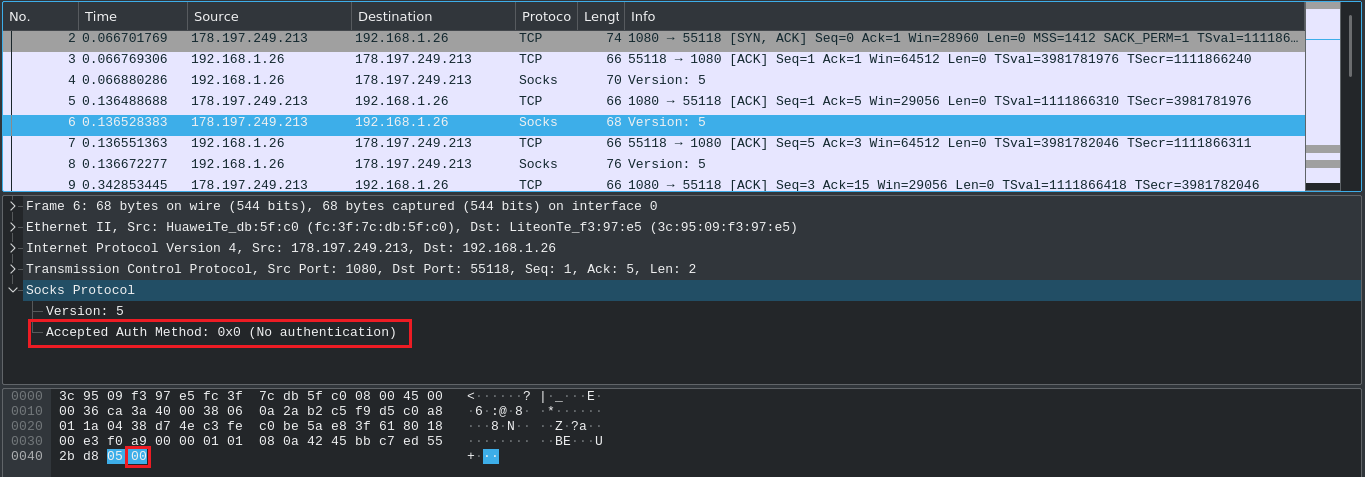 No. Time Source Destination Protoco Lengt Info
2 0.066701769 178.197.249.213 192.168.1.26 TCP 74 1080 → 55118 [SYN, ACK] Seq=0 Ack=1 Win=28960 Len=0 MSS=1412 SACK_PERM=1 TSval=111186…
3 0.066769306 192.168.1.26 178.197.249.213 TCP 66 55118 → 1080 [ACK] Seq=1 Ack=1 Win=64512 Len=0 TSval=3981781976 TSecr=1111866240
4 0.066880286 192.168.1.26 178.197.249.213 Socks 70 Version: 5
5 0.136488688 178.197.249.213 192.168.1.26 TCP 66 1080 → 55118 [ACK] Seq=1 Ack=5 Win=29056 Len=0 TSval=1111866310 TSecr=3981781976
6 0.136528383 178.197.249.213 192.168.1.26 Socks 68 Version: 5
7 0.136551363 192.168.1.26 178.197.249.213 TCP 66 55118 → 1080 [ACK] Seq=5 Ack=3 Win=64512 Len=0 TSval=3981782046 TSecr=1111866311
8 0.136672277 192.168.1.26 178.197.249.213 Socks 76 Version: 5
9 0.342853445 178.197.249.213 192.168.1.26 TCP 66 1080 → 55118 [ACK] Seq=3 Ack=15 Win=29056 Len=0 TSval=1111866418 TSecr=3981782046
Frame 6: 68 bytes on wire (544 bits), 68 bytes captured (544 bits) on interface 0
Ethernet II, Src: HuaweiTe_db:5f:c0 (fc:3f:7c:db:5f:c0), Dst: LiteonTe_f3:97:e5 (3c:95:09:f3:97:e5)
Internet Protocol Version 4, Src: 178.197.249.213, Dst: 192.168.1.26
Transmission Control Protocol, Src Port: 1080, Dst Port: 55118, Seq: 1, Ack: 5, Len: 2
Socks Protocol
Version: 5
Accepted Auth Method: 0x0 (No authentication)
0000 3c 95 09 f3 97 e5 fc 3f 7c db 5f c0 08 00 45 00 <······? |·_···E·
0010 00 36 ca 3a 40 00 38 06 0a 2a b2 c5 f9 d5 c0 a8 ·6·:@·8· ·*······
0020 01 1a 04 38 d7 4e c3 fe c0 be 5a e8 3f 61 80 18 ···8·N·· ··Z·?a··
0030 00 e3 f0 a9 00 00 01 01 08 0a 42 45 bb c7 ed 55 ········ ··BE···U
0040 2b d8 05 00 +···